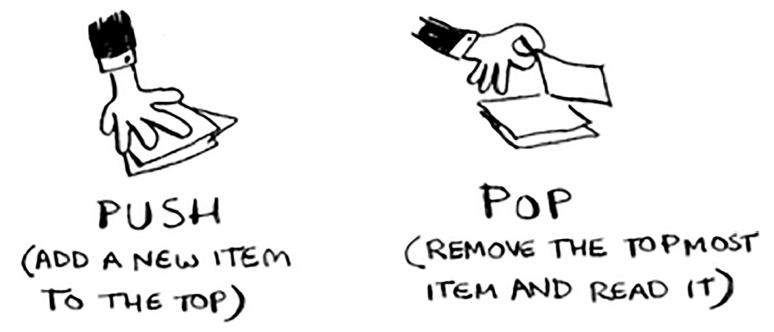 PUSH
(ADD A NEW ITEM
TO THE TOP)
POP
(REMOVE THE TOPMOST
ITEM AND READ IT)